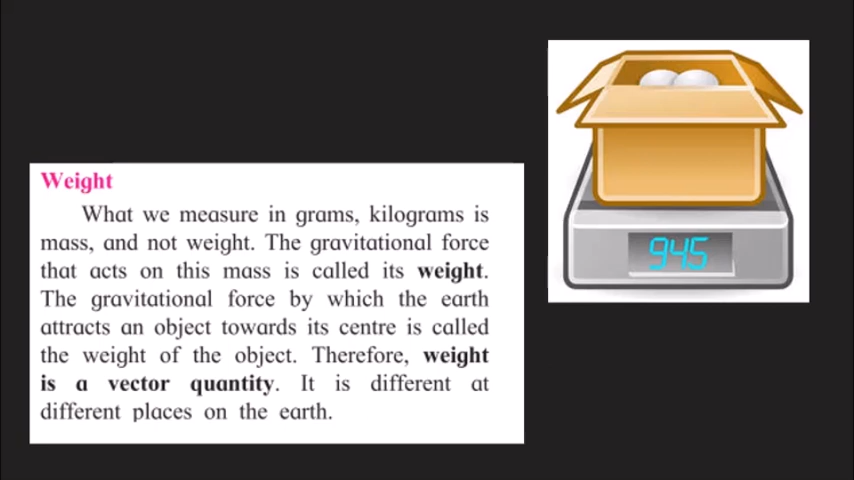 Weight
What we measure in grams, kilograms is
mass, and not weight. The gravitational force
that acts on this mass is called its weight.
The gravitational force by which the earth
attracts an object towards its centre is called
the weight of the object. Therefore, weight
is a vector quantity. It is different at
different places on the earth.
945